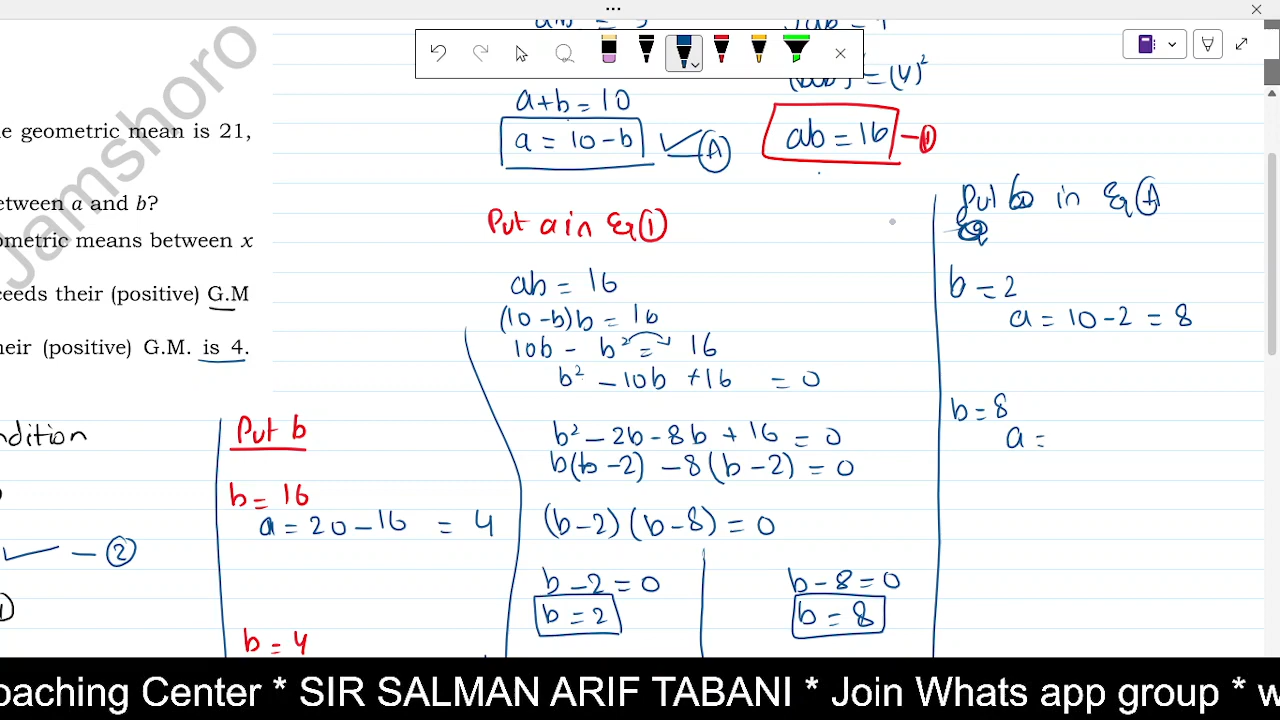 Jamshoro
e geometric mean is 21,
etween a and b?
ometric means between x
ceeds their (positive) G.M
heir (positive) G.M. is 4.
ndition
②
Put b
b = 16
a = 20 - 16 = 4
b = 4
= (4)²
a+b = 10
a = 10 - b Ⓐ
ab = 16 - ①
Put a in Eq ①
ab = 16
(10 - b)b = 16
10b - b² = 16
b² - 10b + 16 = 0
b² - 2b - 8b + 16 = 0
b(b - 2) - 8(b - 2) = 0
(b - 2)(b - 8) = 0
b - 2 = 0
b = 2
b - 8 = 0
b = 8
Put b in Eq Ⓐ
b = 2
a = 10 - 2 = 8
b = 8
a =
oaching Center * SIR SALMAN ARIF TABANI * Join Whats app group * w